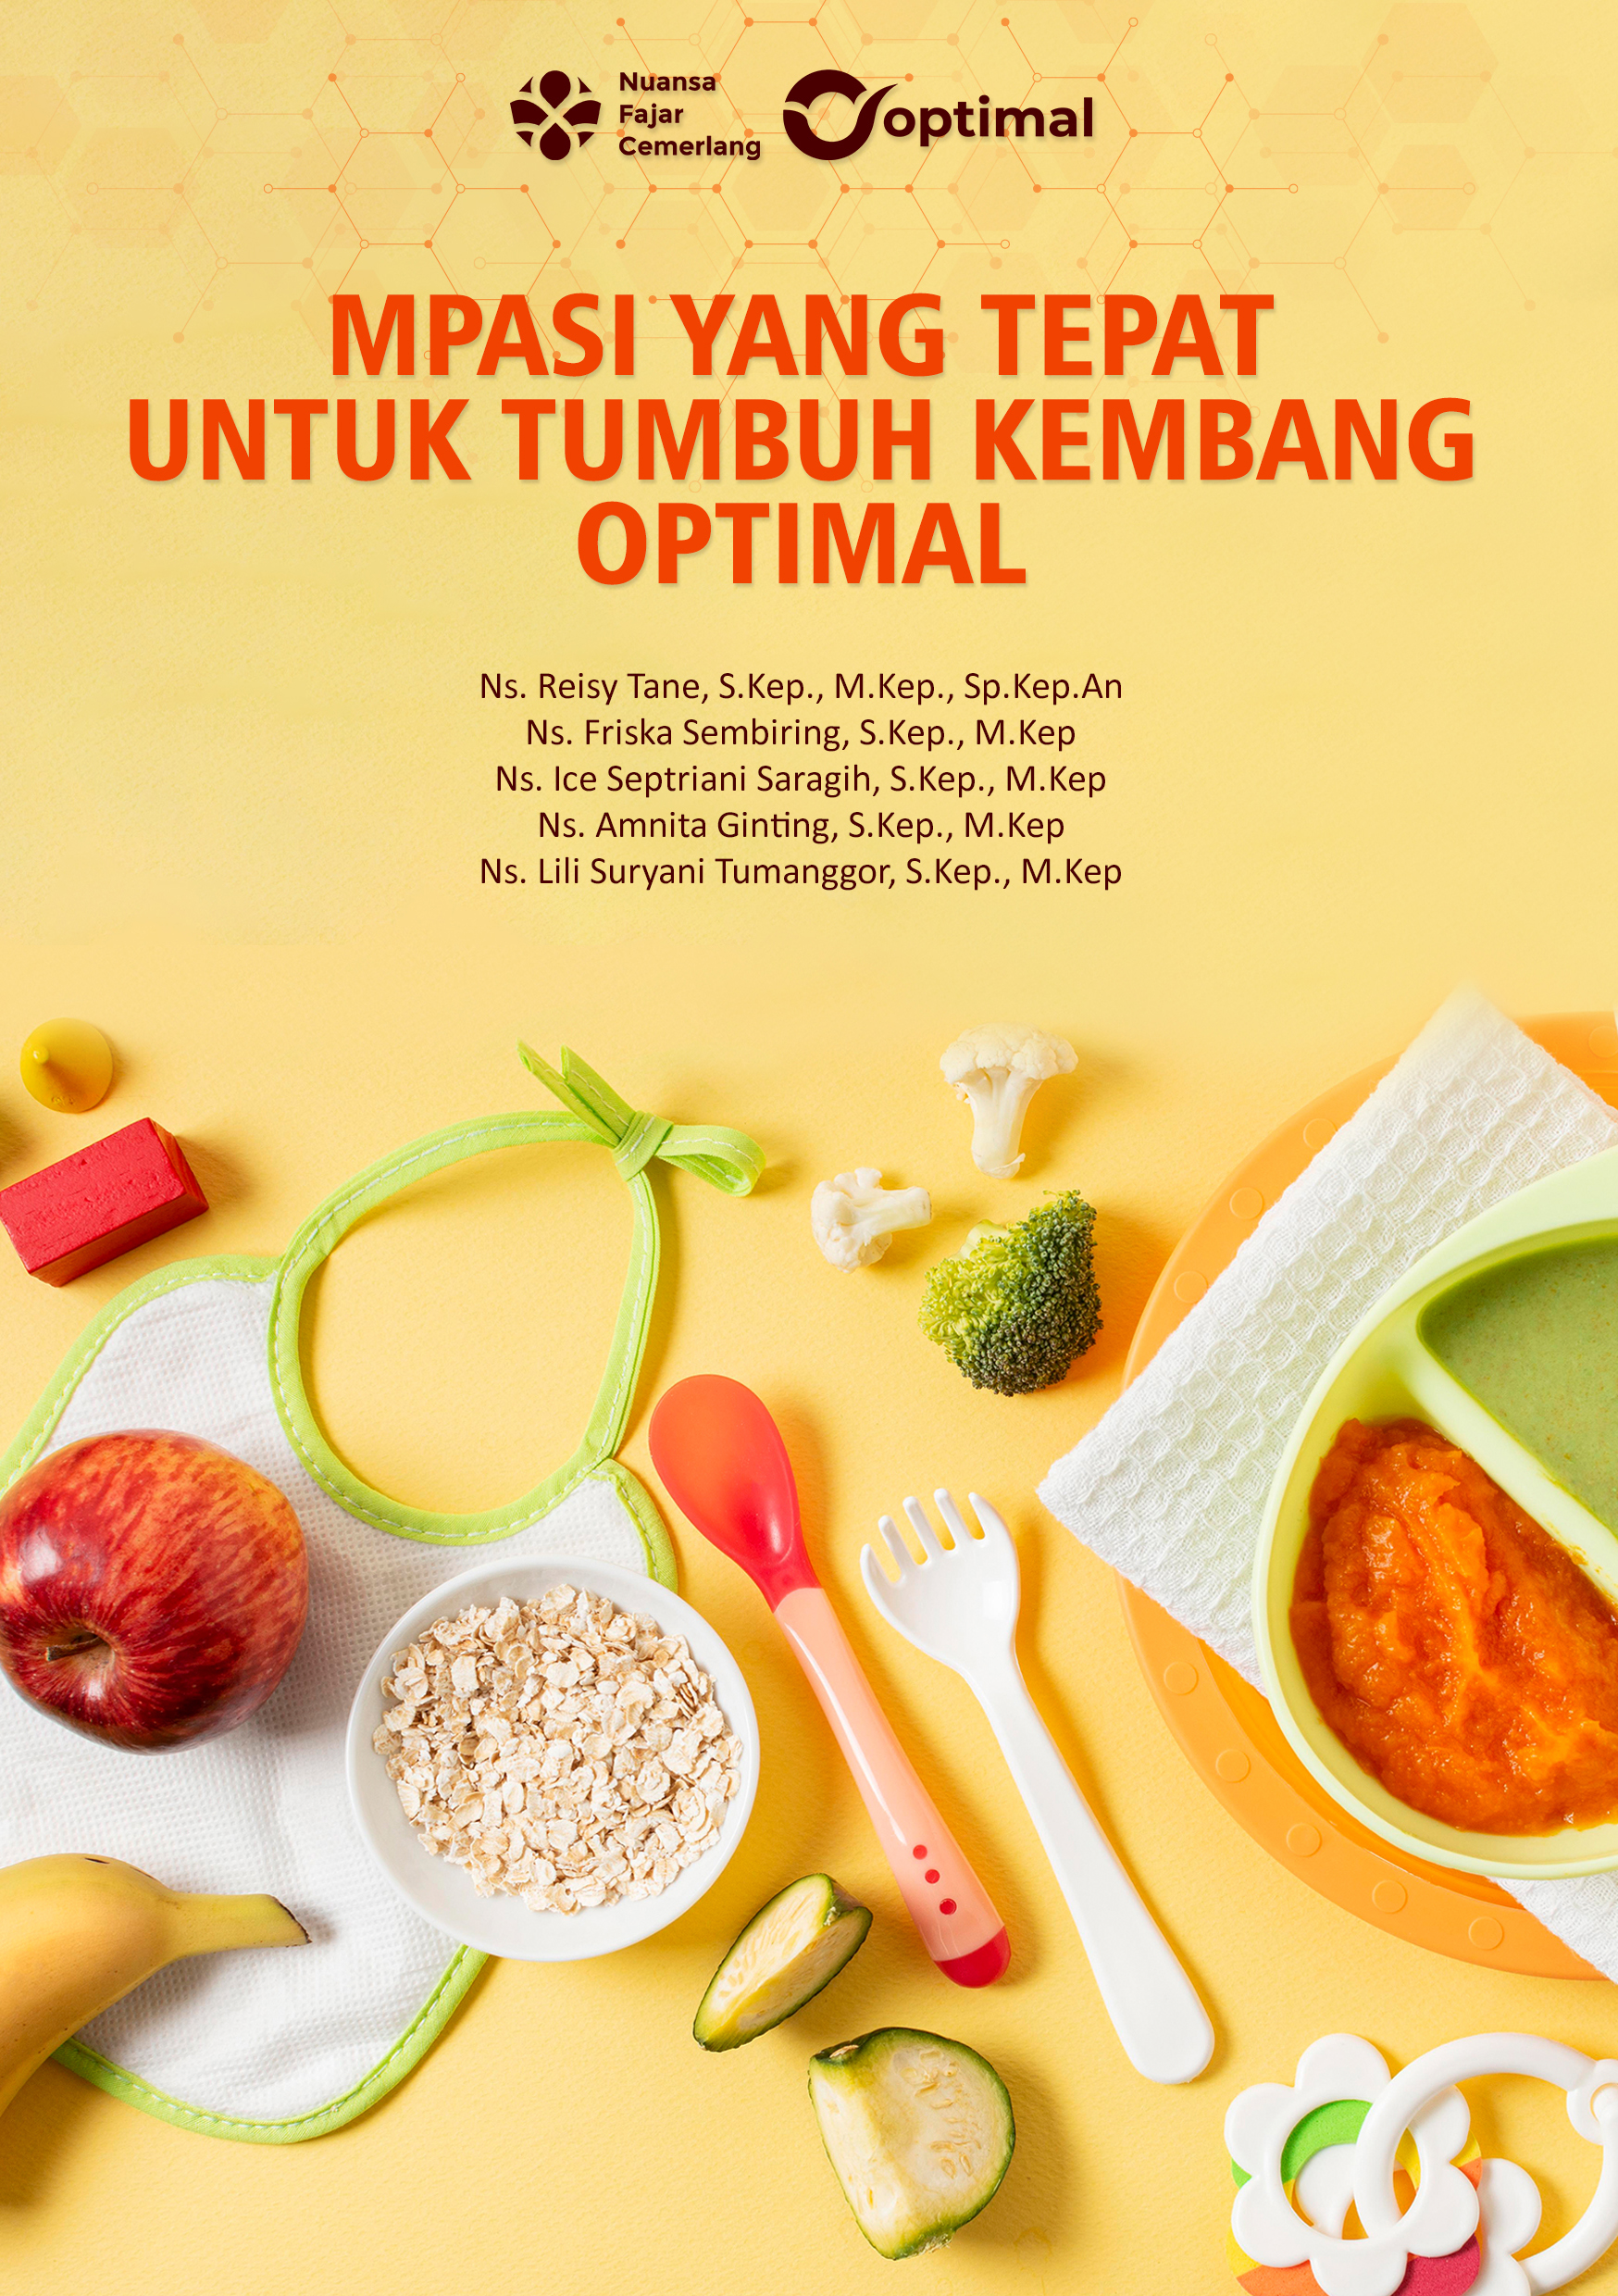 Nuansa
Fajar
Cemerlang
optimal
MPASI YANG TEPAT
UNTUK TUMBUH KEMBANG
OPTIMAL
Ns. Reisy Tane, S.Kep., M.Kep., Sp.Kep.An
Ns. Friska Sembiring, S.Kep., M.Kep
Ns. Ice Septriani Saragih, S.Kep., M.Kep
Ns. Amnita Ginting, S.Kep., M.Kep
Ns. Lili Suryani Tumanggor, S.Kep., M.Kep